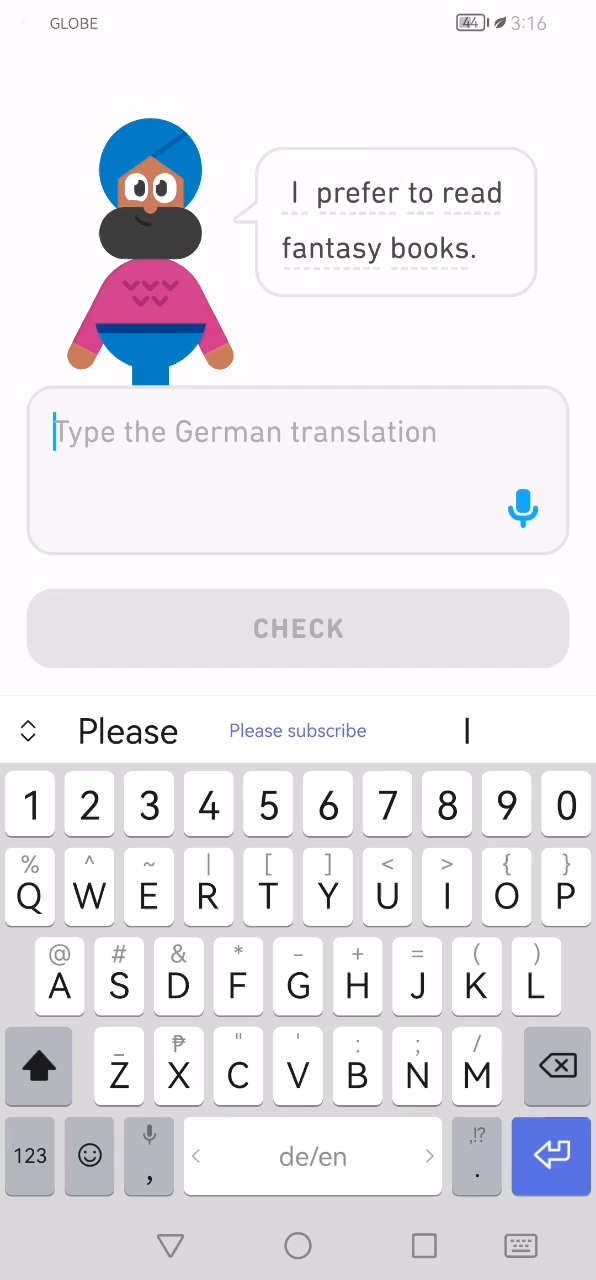 GLOBE 44 3:16
I prefer to read
fantasy books.
Type the German translation
CHECK
Please Please subscribe I
1 2 3 4 5 6 7 8 9 0
% ^ ~ | [ ] < > { }
Q W E R T Y U I O P
@ # & * - + = ( )
A S D F G H J K L
_ ₱ " ' : ; /
Z X C V B N M
123 , < de/en > ,!? .